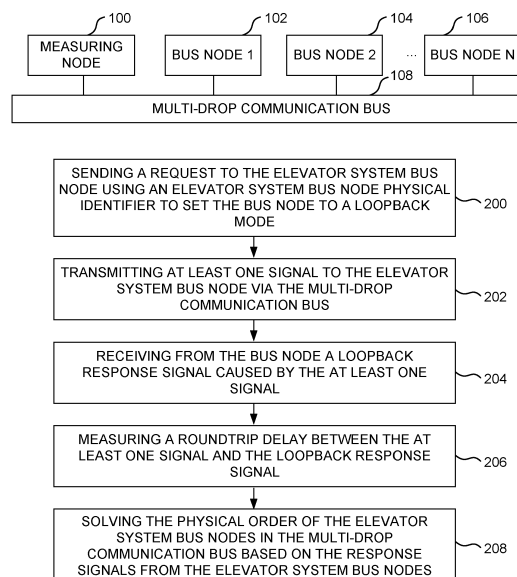 100
102
104
106
MEASURING
NODE
BUS NODE 1
BUS NODE 2
...
BUS NODE N
108
MULTI-DROP COMMUNICATION BUS
SENDING A REQUEST TO THE ELEVATOR SYSTEM BUS
NODE USING AN ELEVATOR SYSTEM BUS NODE PHYSICAL
IDENTIFIER TO SET THE BUS NODE TO A LOOPBACK
MODE
200
TRANSMITTING AT LEAST ONE SIGNAL TO THE ELEVATOR
SYSTEM BUS NODE VIA THE MULTI-DROP
COMMUNICATION BUS
202
RECEIVING FROM THE BUS NODE A LOOPBACK
RESPONSE SIGNAL CAUSED BY THE AT LEAST ONE
SIGNAL
204
MEASURING A ROUNDTRIP DELAY BETWEEN THE AT
LEAST ONE SIGNAL AND THE LOOPBACK RESPONSE
SIGNAL
206
SOLVING THE PHYSICAL ORDER OF THE ELEVATOR
SYSTEM BUS NODES IN THE MULTI-DROP
COMMUNICATION BUS BASED ON THE RESPONSE
SIGNALS FROM THE ELEVATOR SYSTEM BUS NODES
208